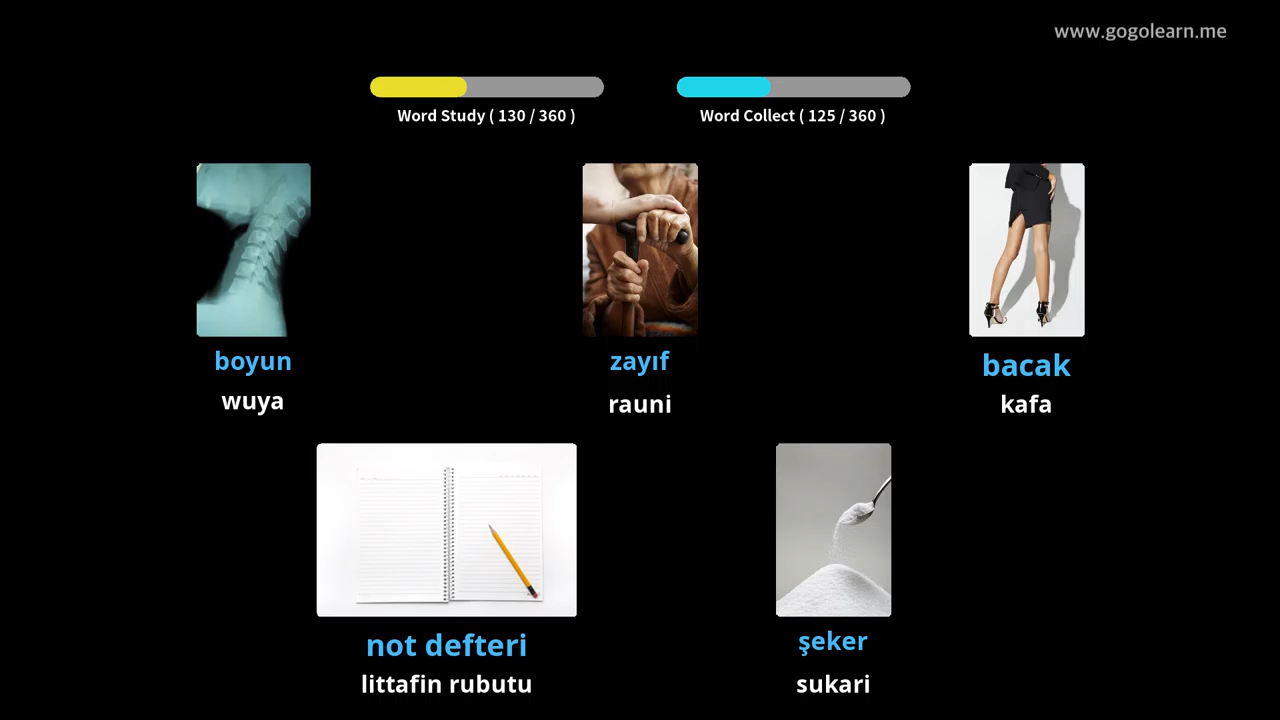 www.gogolearn.me
Word Study ( 130 / 360 )
Word Collect ( 125 / 360 )
boyun
wuya
zayıf
rauni
bacak
kafa
not defteri
littafin rubutu
şeker
sukari